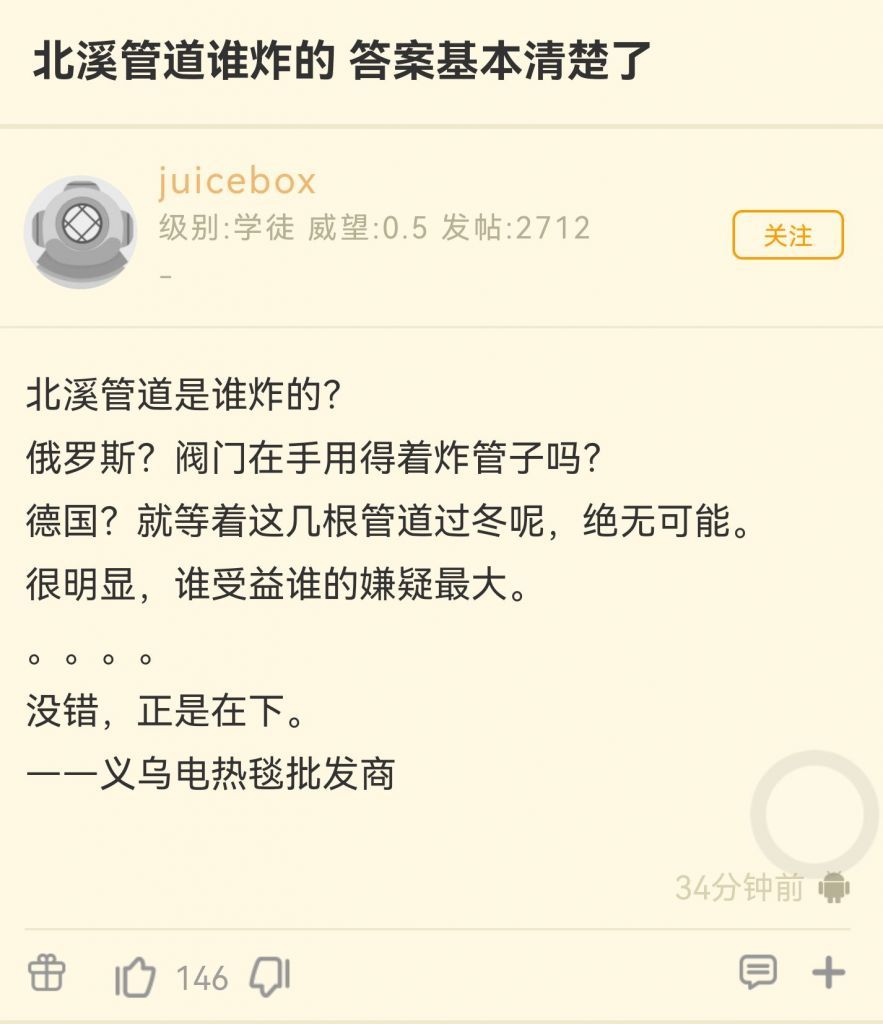 北溪管道谁炸的 答案基本清楚了
juicebox
级别:学徒 威望:0.5 发帖:2712
-
关注
北溪管道是谁炸的？
俄罗斯？阀门在手用得着炸管子吗？
德国？就等着这几根管道过冬呢，绝无可能。
很明显，谁受益谁的嫌疑最大。
。。。。
没错，正是在下。
一一义乌电热毯批发商
34分钟前
146